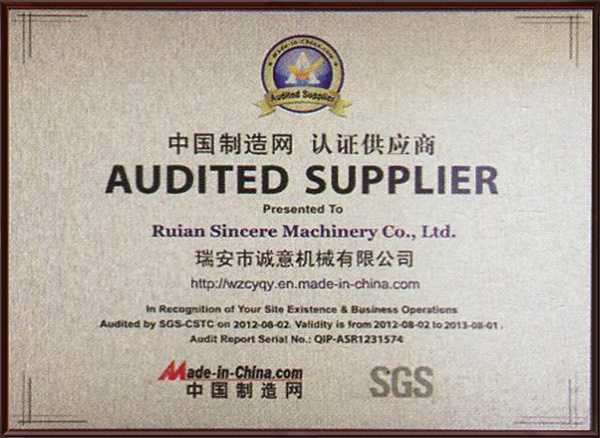 Made-in-China.com
Audited Supplier
中国制造网 认证供应商
AUDITED SUPPLIER
Presented To
Ruian Sincere Machinery Co., Ltd.
瑞安市诚意机械有限公司
http://wzcyqy.en.made-in-china.com
In Recognition of Your Site Existence & Business Operations
Audited by SGS-CSTC on 2012-08-02. Validity is from 2012-08-02 to 2013-08-01.
Audit Report Serial No.: QIP-ASR1231574
Made-in-China.com
中国制造网
SGS